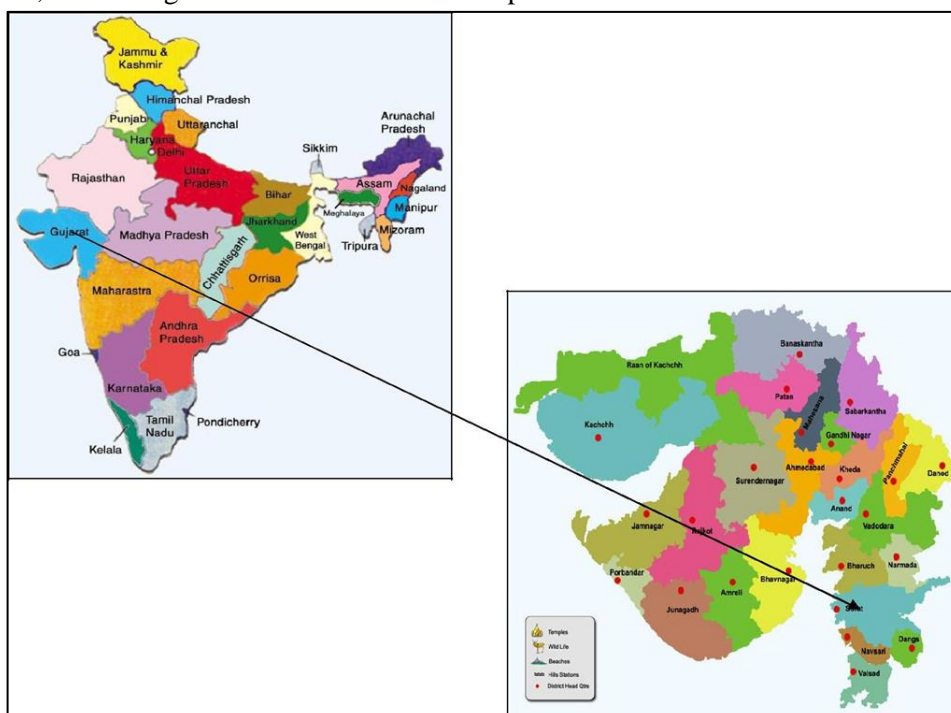 Jammu &
Kashmir
Himanchal Pradesh
Punjab
Uttaranchal
Haryana
Delhi
Arunachal
Pradesh
Sikkim
Rajasthan
Uttar
Pradesh
Assam
Nagaland
Bihar
Meghalaya
Manipur
Gujarat
Madhya Pradesh
Jharkhand
West
Bengal
Tripura
Mizoram
Chhattisgarh
Orrisa
Maharastra
Andhra
Pradesh
Goa
Karnataka
Tamil
Nadu
Pondicherry
Kelala
Banaskantha
Raan of Kachchh
Patan
Mahesana
Sabarkantha
Kachchh
Gandhi Nagar
Ahmedabad
Kheda
Panchmahal
Dahod
Surendernagar
Anand
Vadodara
Jamnagar
Rajkot
Bharuch
Narmada
Porbandar
Bhavnagar
Amreli
Junagadh
Surat
Dangs
Navsari
Valsad
Temples
Wild Life
Beaches
Hills Stations
District Head Qtrs